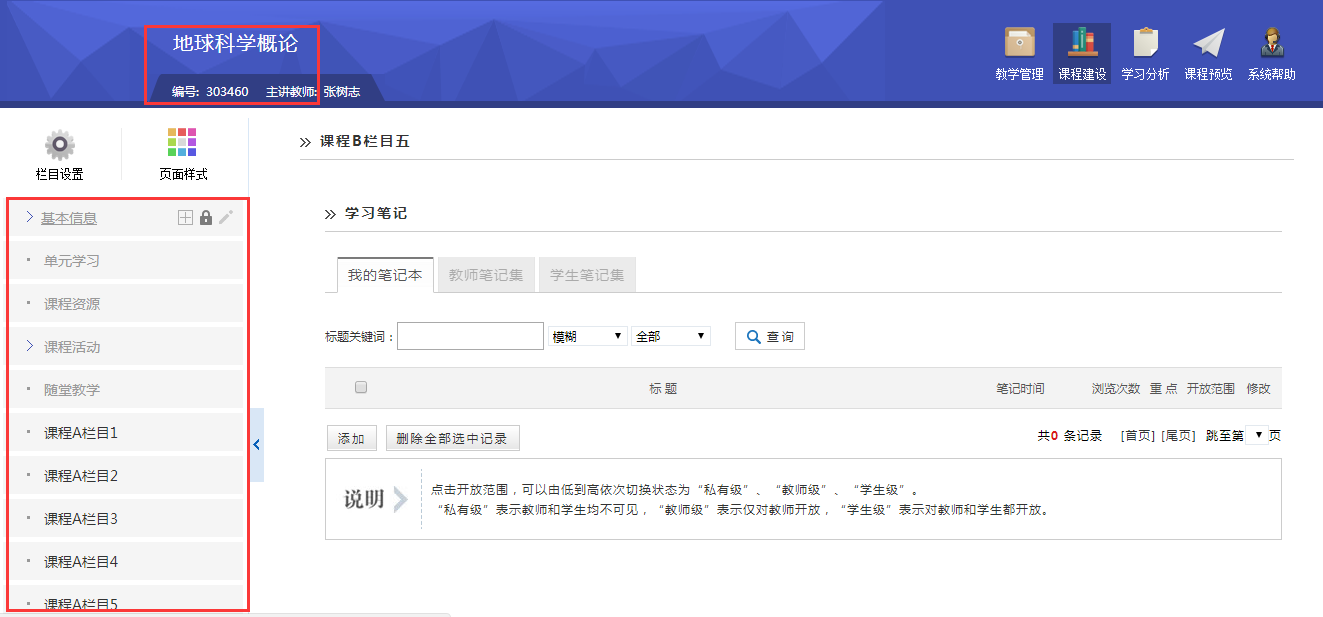 地球科学概论
编号: 303460 主讲教师: 张树志
教学管理 课程建设 学习分析 课程预览 系统帮助
栏目设置 页面样式
基本信息
单元学习
课程资源
课程活动
随堂教学
课程A栏目1
课程A栏目2
课程A栏目3
课程A栏目4
课程A栏目5
课程B栏目五
学习笔记
我的笔记本 教师笔记集 学生笔记集
标题关键词： 模糊 全部 查询
标题 笔记时间 浏览次数 重点 开放范围 修改
添加 删除全部选中记录 共0 条记录 [首页] [尾页] 跳至第 页
说明
点击开放范围，可以由低到高依次切换状态为“私有级”、“教师级”、“学生级”。
“私有级”表示教师和学生均不可见，“教师级”表示仅对教师开放，“学生级”表示对教师和学生都开放。